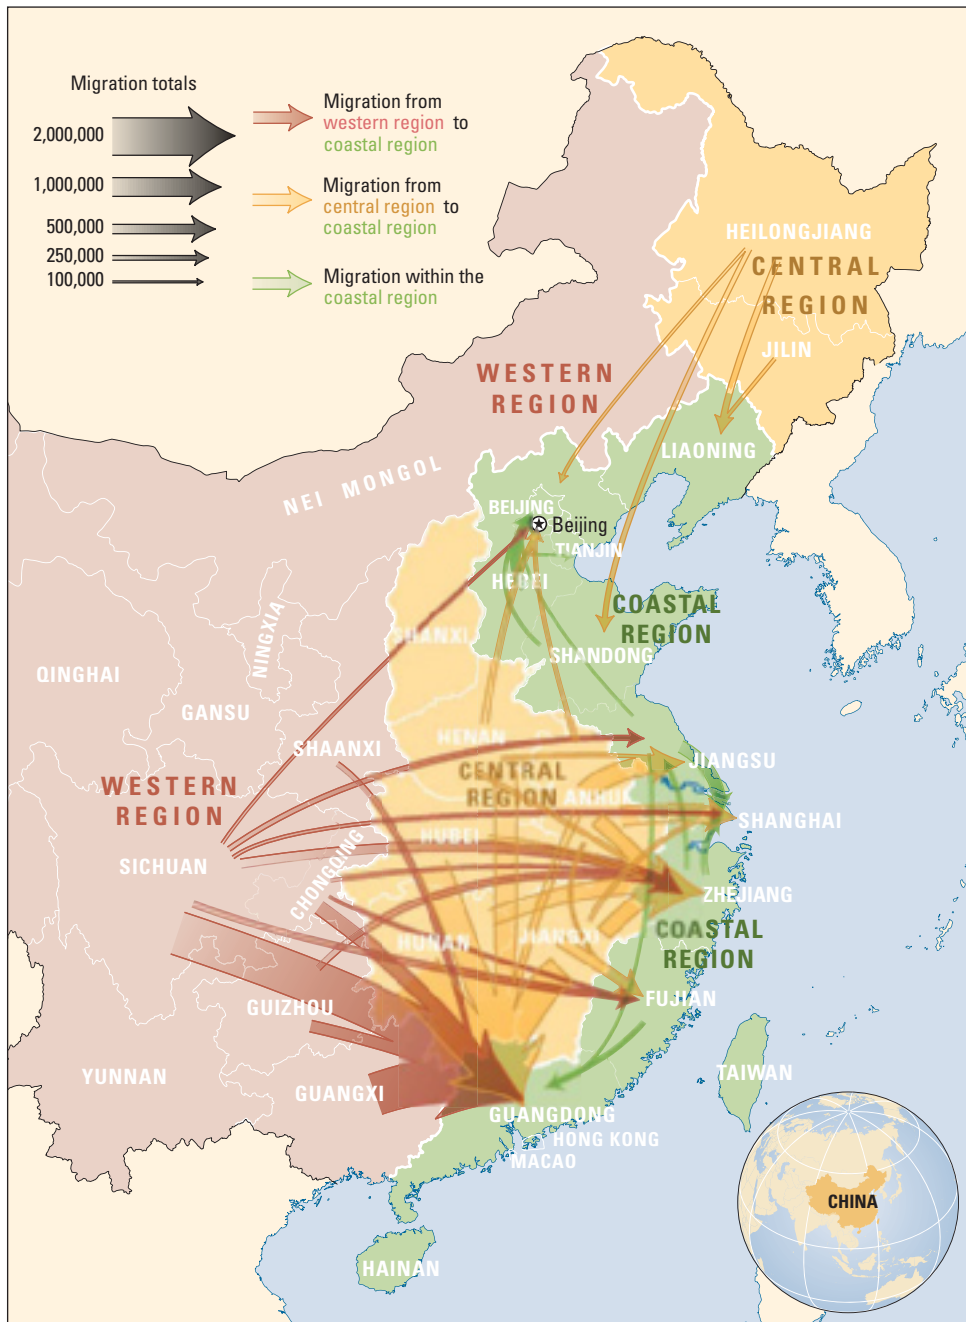 Migration totals
2,000,000
1,000,000
500,000
250,000
100,000
Migration from
western region to
coastal region
Migration from
central region to
coastal region
Migration within the
coastal region
HEILONGJIANG
CENTRAL
REGION
JILIN
WESTERN
REGION
LIAONING
NEI MONGOL
BEIJING
Beijing
TIANJIN
HEBEI
COASTAL
REGION
NINGXIA
SHANXI
SHANDONG
QINGHAI
GANSU
SHAANXI
HENAN
JIANGSU
WESTERN
REGION
CENTRAL
REGION
ANHUI
SHANGHAI
HUBEI
SICHUAN
CHONGQING
ZHEJIANG
COASTAL
REGION
HUNAN
JIANGXI
FUJIAN
GUIZHOU
YUNNAN
GUANGXI
TAIWAN
GUANGDONG
HONG KONG
MACAO
CHINA
HAINAN